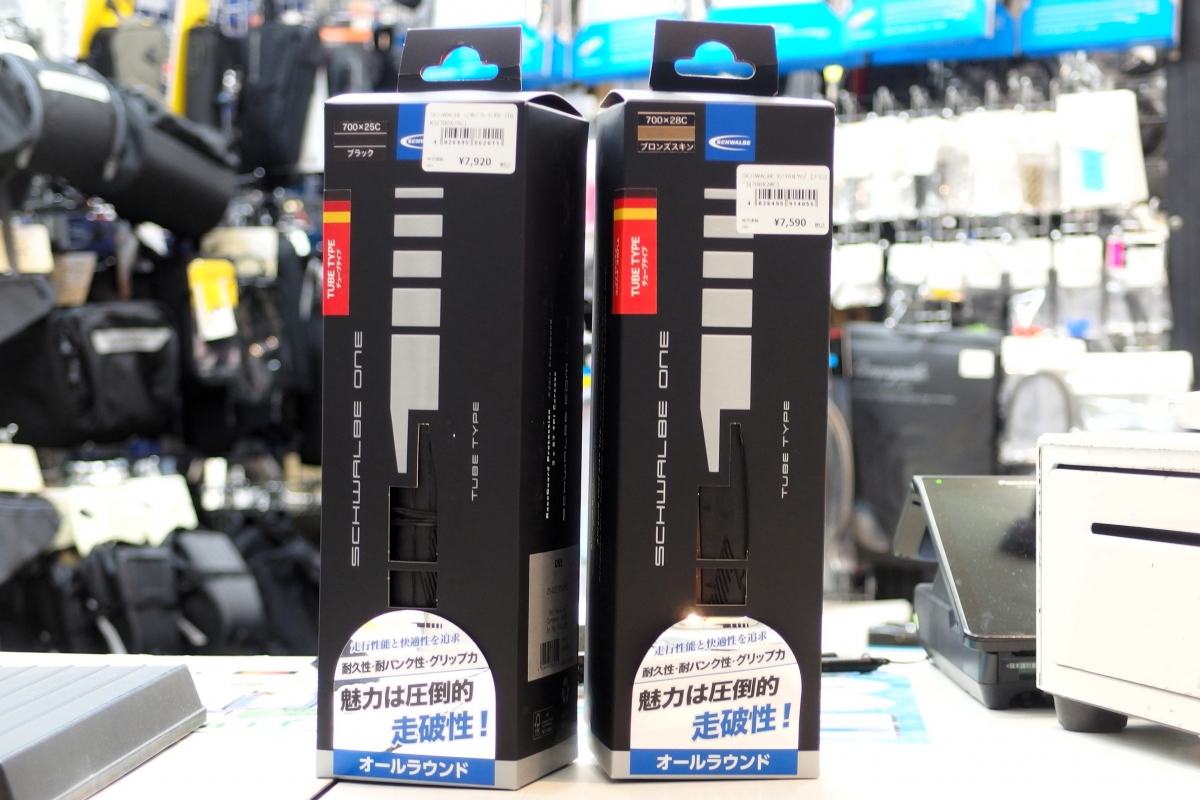 700×25C
ブラック
SCHWALBE
¥7,920
TUBE TYPE
チューブタイプ
SCHWALBE ONE
TUBE TYPE
走行性能と快適性を追求
耐久性・耐パンク性・グリップ力
魅力は圧倒的
走破性！
オールラウンド
700×28C
ブロンズスキン
SCHWALBE
4 026495 914055
¥7,590
TUBE TYPE
チューブタイプ
SCHWALBE ONE
TUBE TYPE
走行性能と快適性を追求
耐久性・耐パンク性・グリップ力
魅力は圧倒的
走破性！
オールラウンド